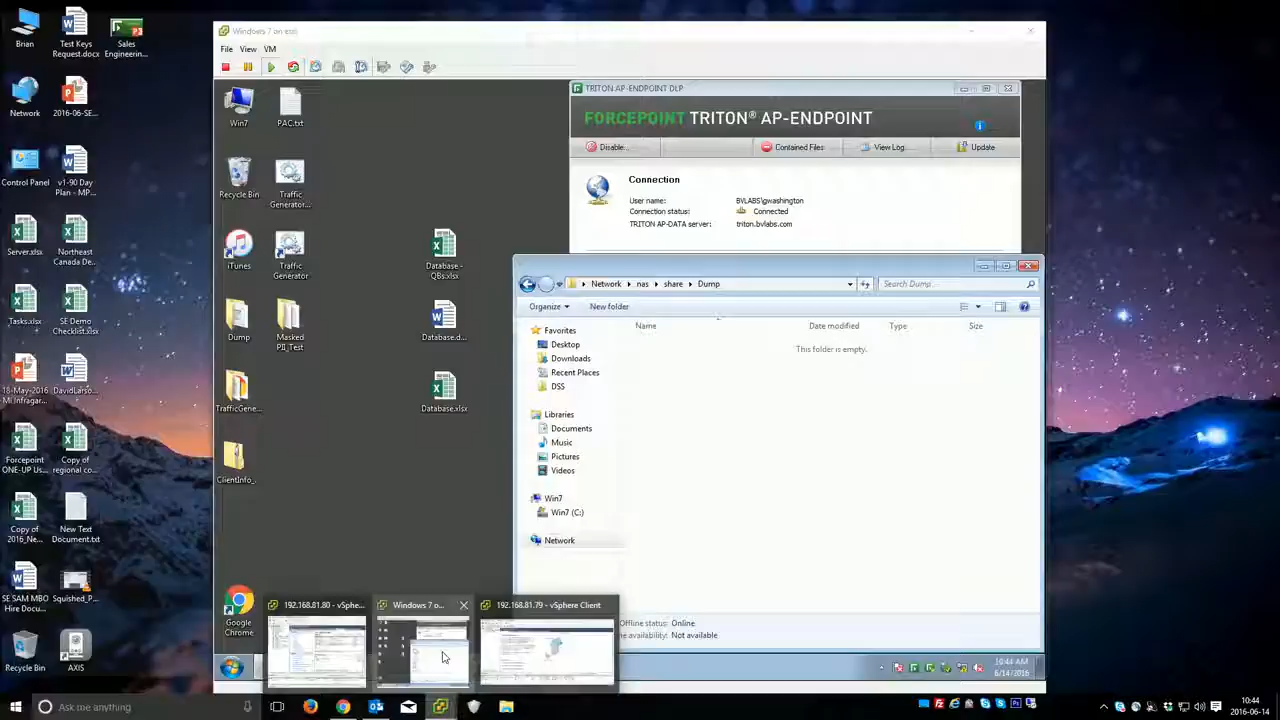 Brian
Test Keys
Request.docx
Sales
Engineerin...
Network
2016-06-SE...
Control Panel
v1-90 Day
Plan - MP...
Server.xlsx
Northeast
Canada De...
Tasks.xlsx
SE Demo
Checklist.xlsx
18-May-2016
MI Infragar...
DavidLarso...
Forcepoint
ONE-UP Us...
Copy of
regional co...
Copy of
2016_Ne...
New Text
Document.txt
SE SAM MBO
Hire Docu...
Squished_P...
Recycle Bin
AXIS
Windows 7 on esxi
File View VM
Win7
PAC.txt
Recycle Bin
Traffic
Generator...
iTunes
Traffic
Generator
Dump
Masked
PII_Test
TrafficGene...
ClientInfo_
Google
Chrome
Database -
QBs.xlsx
Database.d...
Database.xlsx
TRITON AP-ENDPOINT DLP
FORCEPOINT TRITON® AP-ENDPOINT
Disable...
Contained Files
View Log...
Update
Connection
User name: BVLABS\gwashington
Connection status: Connected
TRITON AP-DATA server: triton.bvlabs.com
Network nas share Dump
Search Dump
Organize New folder
Name Date modified Type Size
This folder is empty.
Favorites
Desktop
Downloads
Recent Places
DSS
Libraries
Documents
Music
Pictures
Videos
Win7
Win7 (C:)
Network
Offline status: Online
e availability: Not available
192.168.81.80 - vSphe...
Windows 7 o...
192.168.81.79 - vSphere Client
10:44 AM
6/14/2016
Ask me anything
10:44
2016-06-14